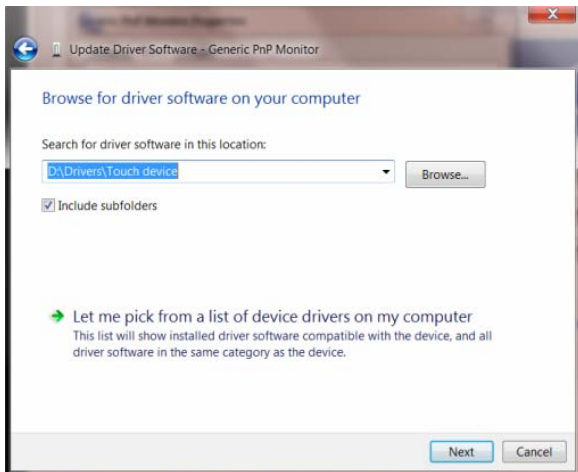 Update Driver Software - Generic PnP Monitor
Browse for driver software on your computer
Search for driver software in this location:
D:\Drivers\Touch device
Browse...
Include subfolders
Let me pick from a list of device drivers on my computer
This list will show installed driver software compatible with the device, and all
driver software in the same category as the device.
Next
Cancel